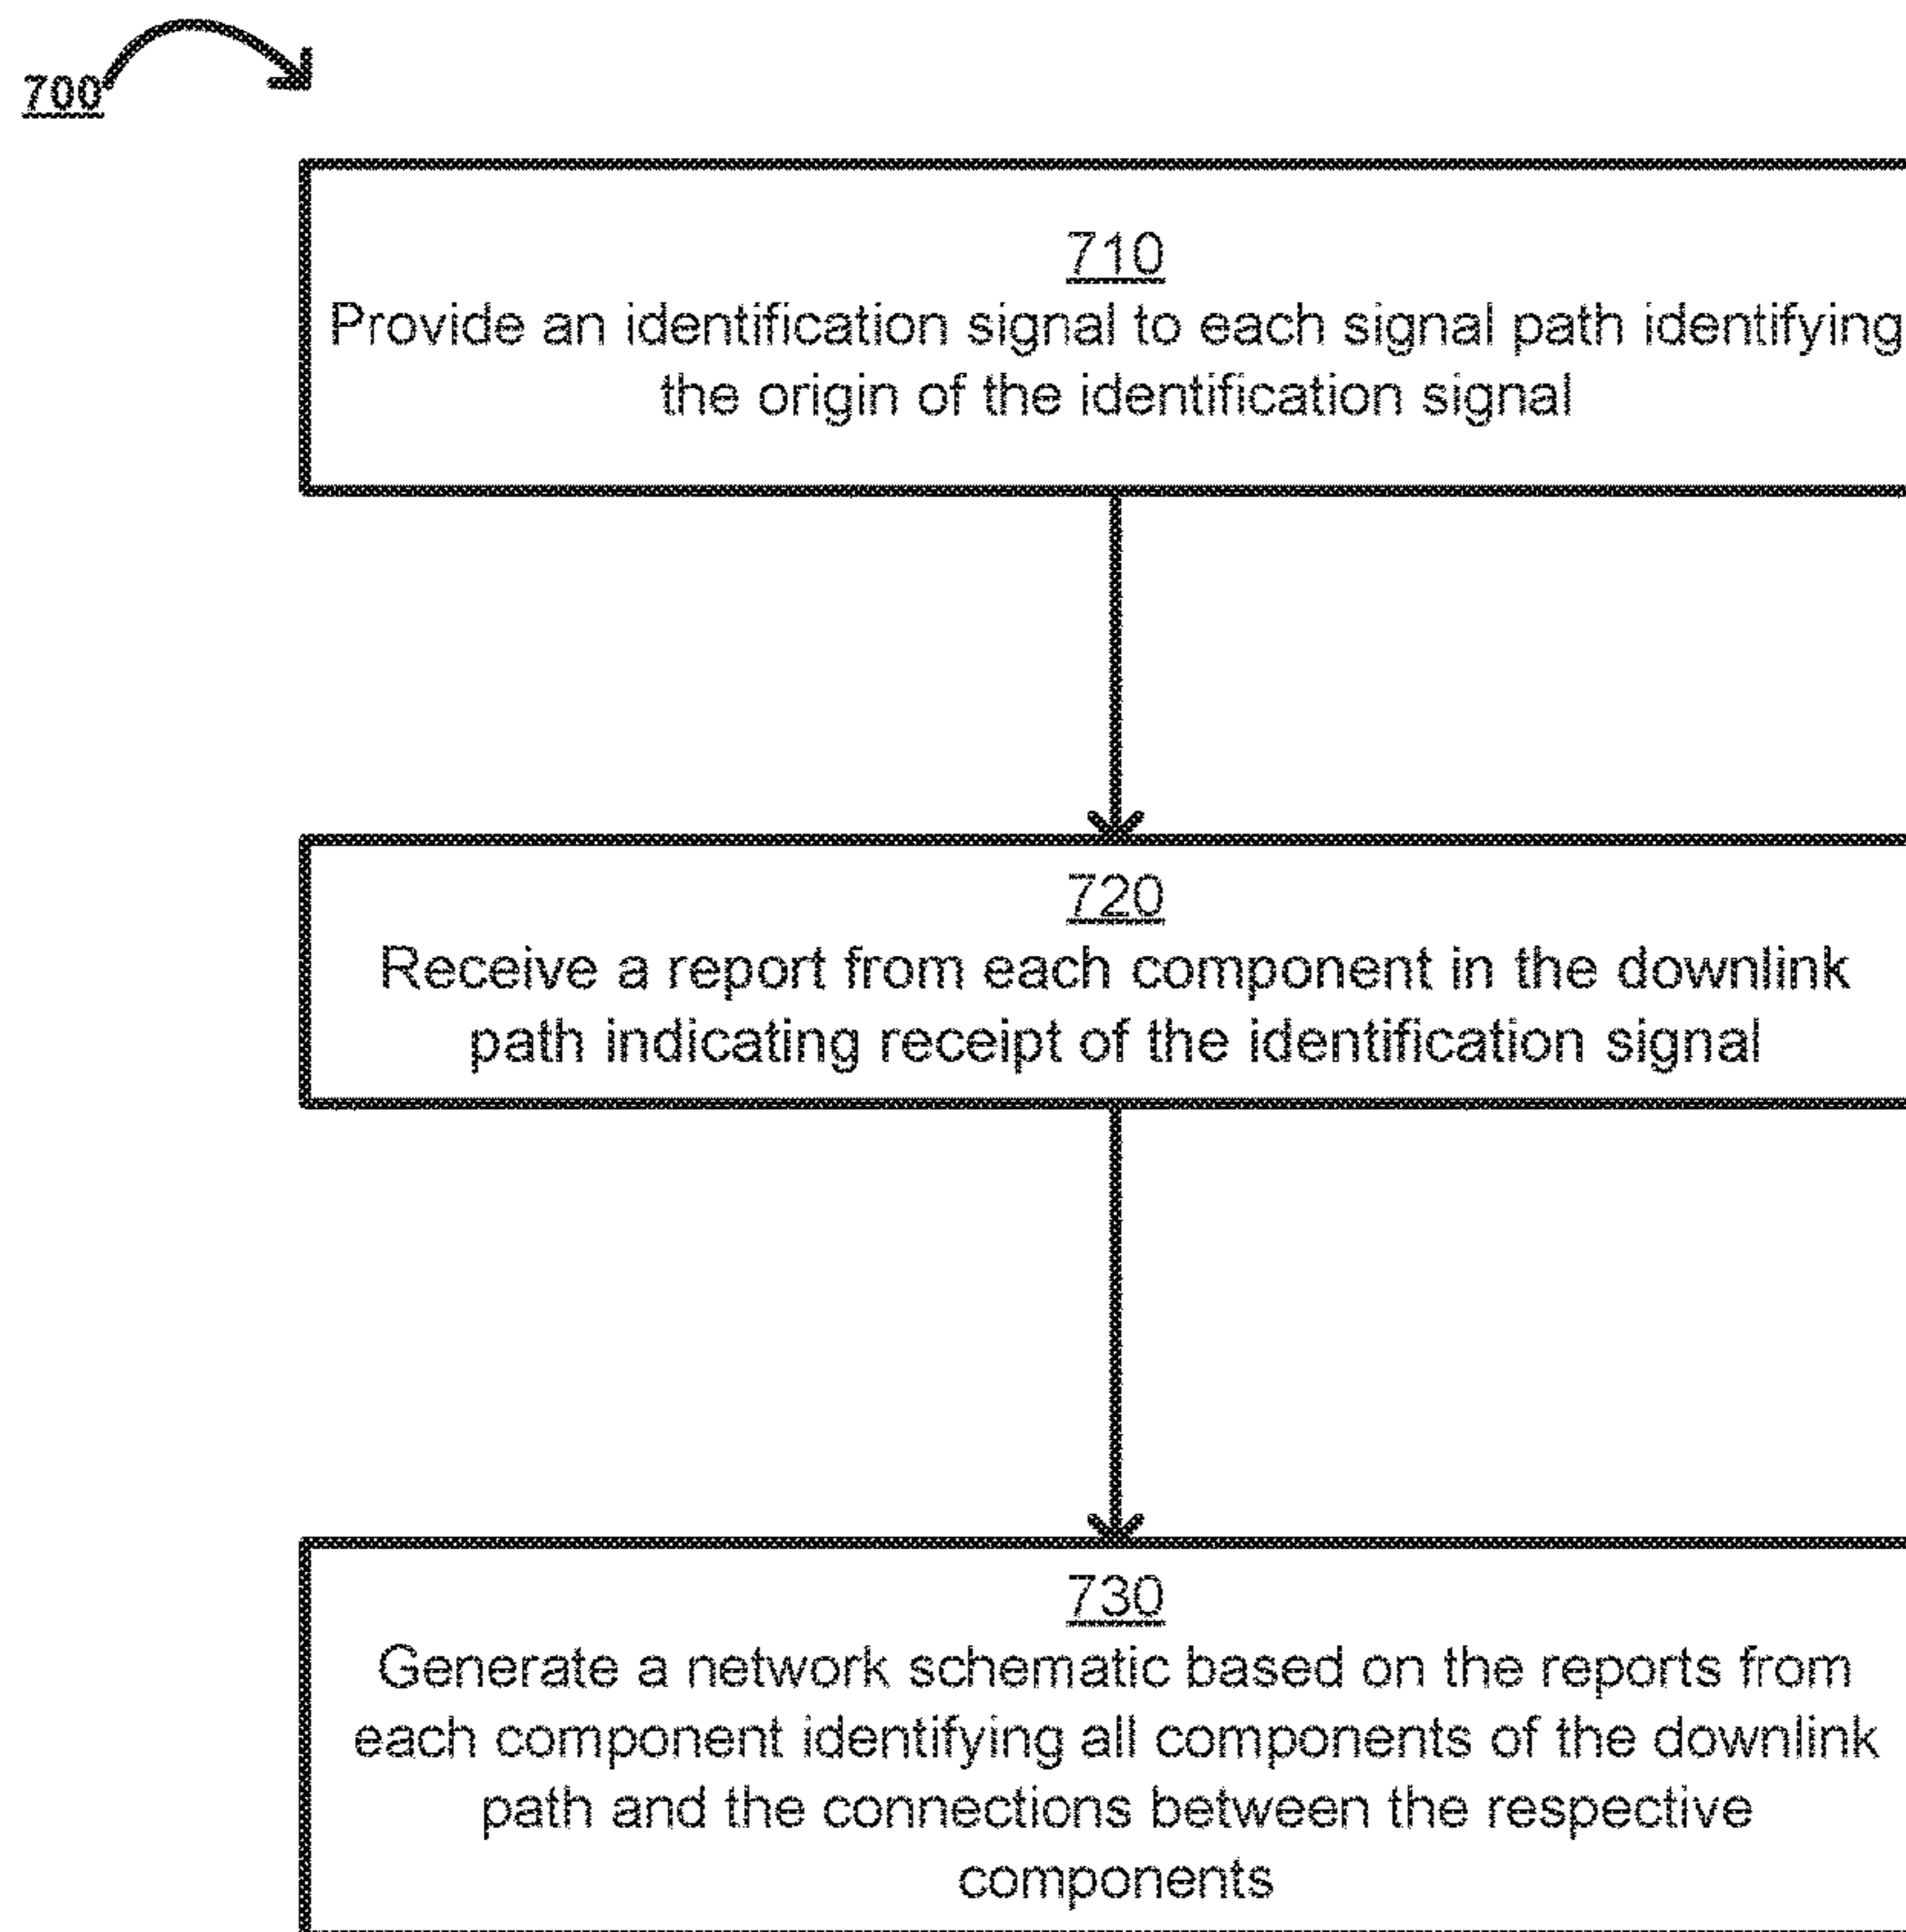 700
710
Provide an identification signal to each signal path identifying
the origin of the identification signal
720
Receive a report from each component in the downlink
path indicating receipt of the identification signal
730
Generate a network schematic based on the reports from
each component identifying all components of the downlink
path and the connections between the respective
components